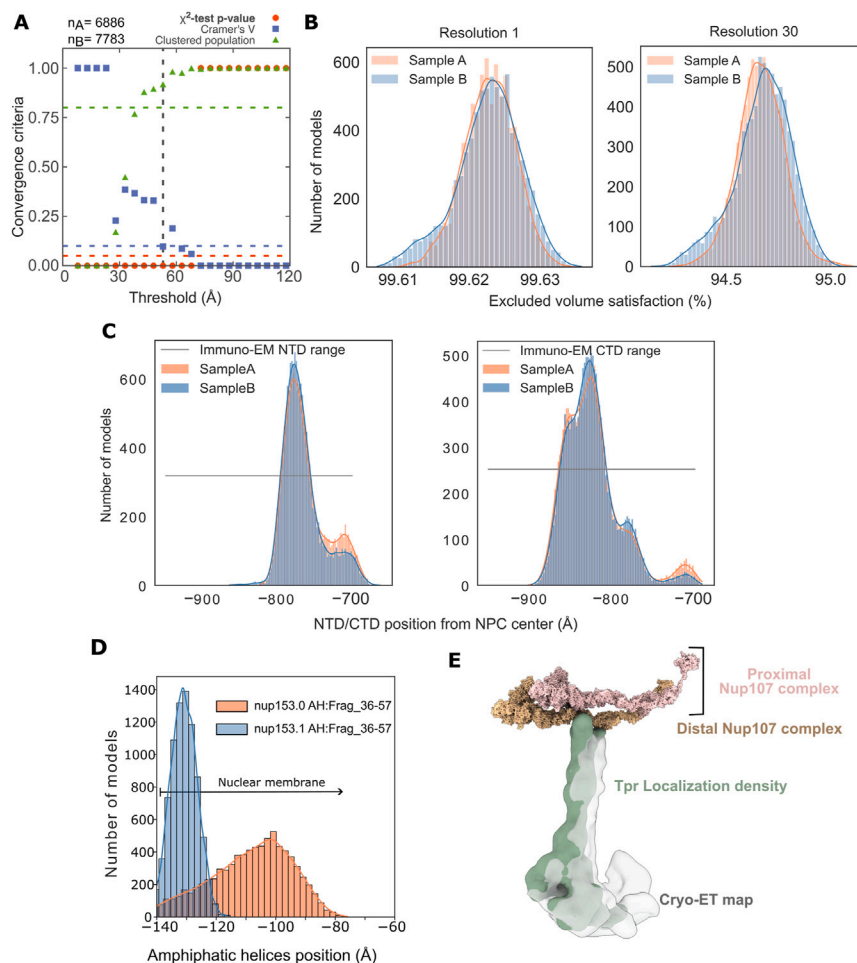 A
n_A= 6886
n_B= 7783
χ²-test p-value
Cramer's V
Clustered population
1.00
0.75
0.50
0.25
0.00
Convergence criteria
0 30 60 90 120
Threshold (Å)
B
Resolution 1
Sample A
Sample B
600
400
200
0
Number of models
99.61 99.62 99.63
Resolution 30
Sample A
Sample B
500
400
300
200
100
0
94.5 95.0
Excluded volume satisfaction (%)
C
Immuno-EM NTD range
SampleA
SampleB
600
400
200
0
Number of models
−900 −800 −700
Immuno-EM CTD range
SampleA
SampleB
500
400
300
200
100
0
−900 −800 −700
NTD/CTD position from NPC center (Å)
D
nup153.0 AH:Frag_36-57
nup153.1 AH:Frag_36-57
Nuclear membrane
1400
1200
1000
800
600
400
200
0
Number of models
−140 −120 −100 −80 −60
Amphiphatic helices position (Å)
E
Proximal
Nup107 complex
Distal Nup107 complex
Tpr Localization density
Cryo-ET map